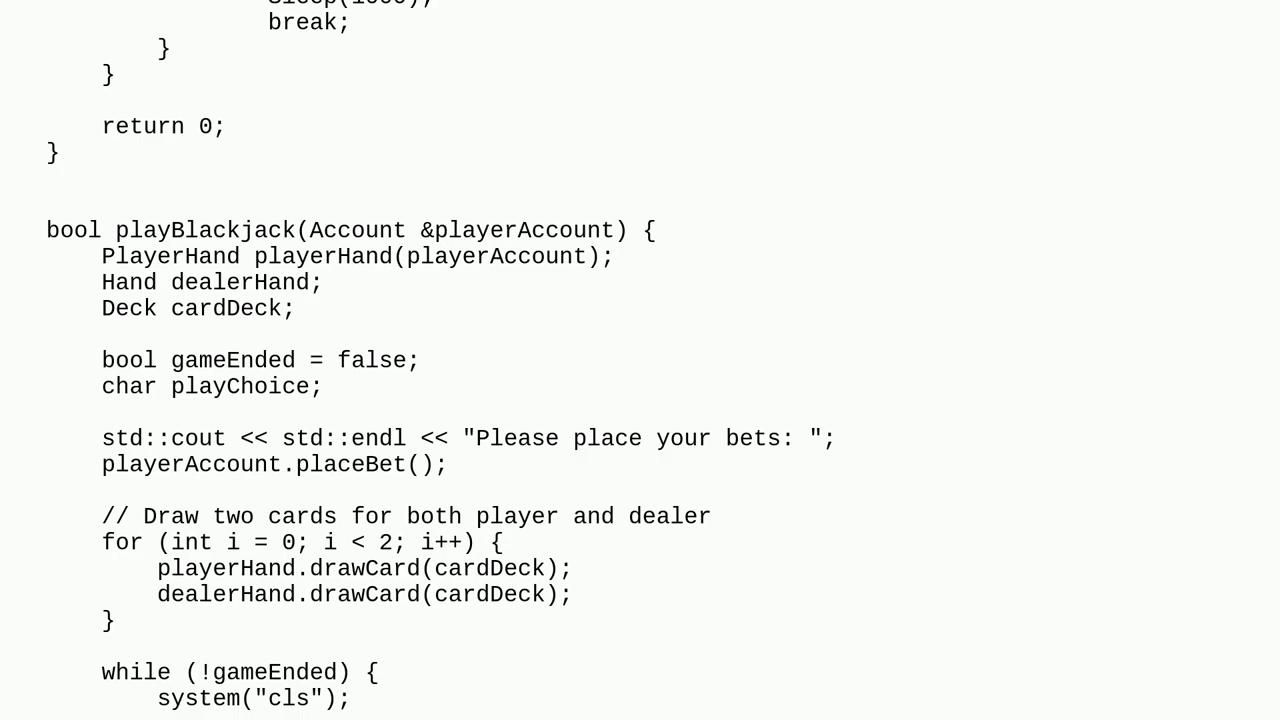 break;
}
}
return 0;
}
bool playBlackjack(Account &playerAccount) {
PlayerHand playerHand(playerAccount);
Hand dealerHand;
Deck cardDeck;
bool gameEnded = false;
char playChoice;
std::cout << std::endl << "Please place your bets: ";
playerAccount.placeBet();
// Draw two cards for both player and dealer
for (int i = 0; i < 2; i++) {
playerHand.drawCard(cardDeck);
dealerHand.drawCard(cardDeck);
}
while (!gameEnded) {
system("cls");